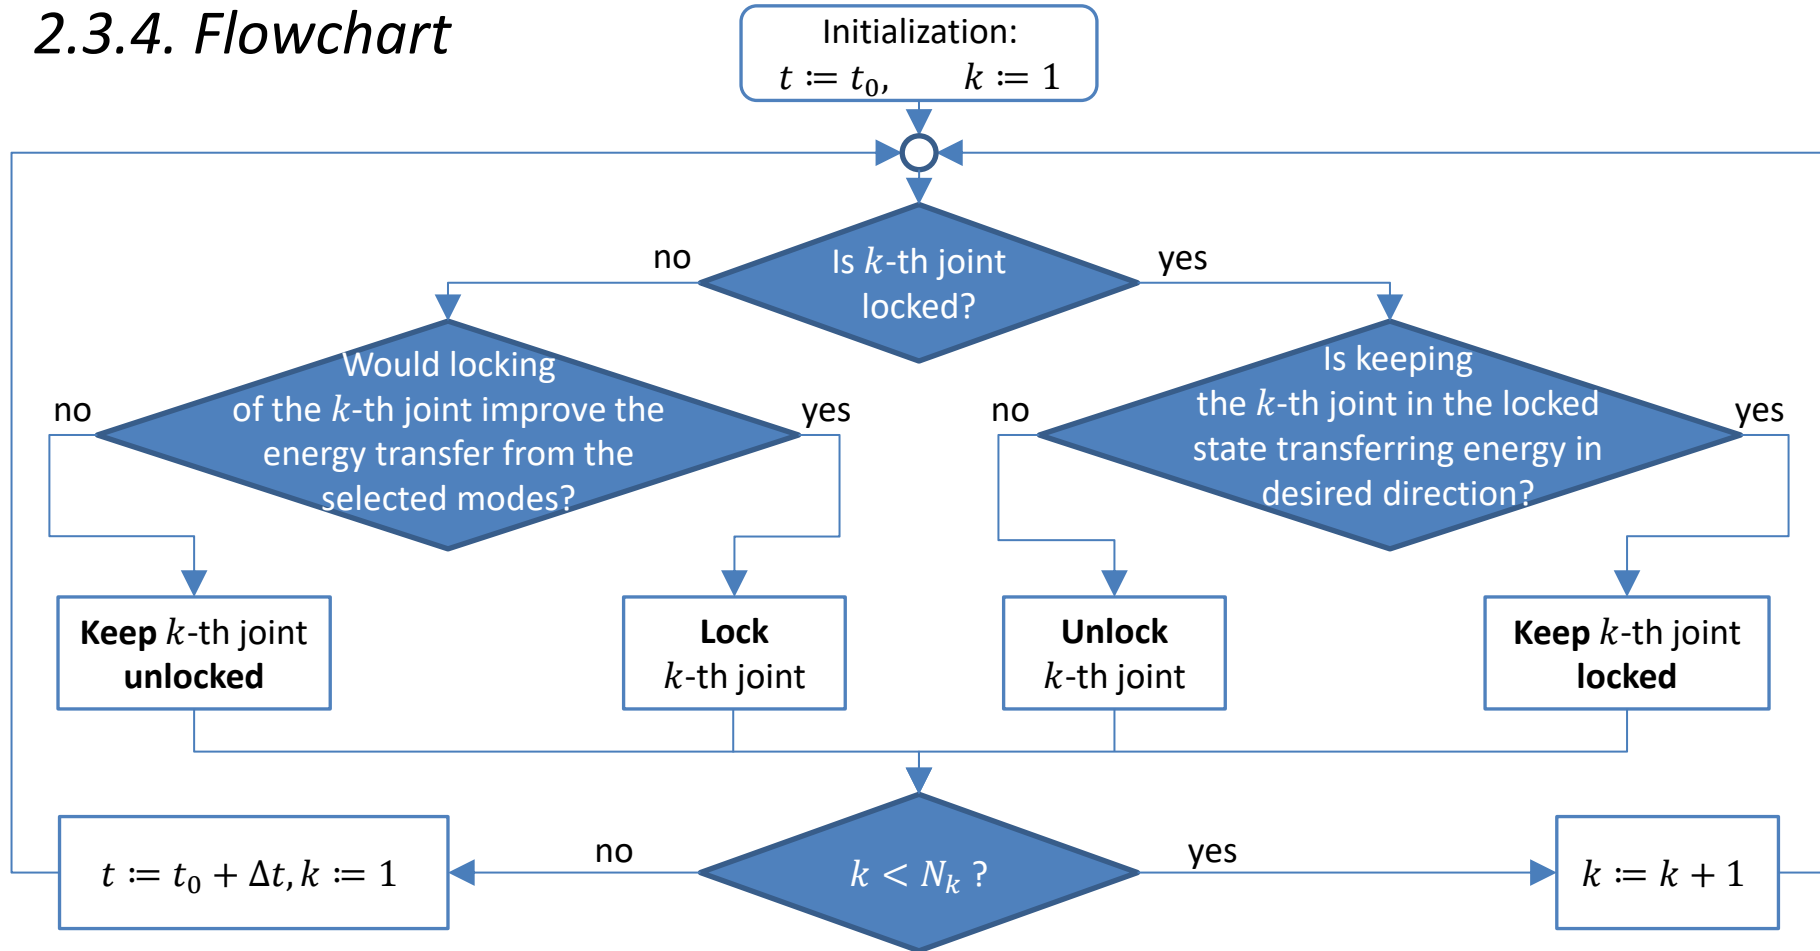 2.3.4. Flowchart
Initialization:
t := t₀, k := 1
no
Is k-th joint
locked?
yes
no
Would locking
of the k-th joint improve the
energy transfer from the
selected modes?
yes
no
Is keeping
the k-th joint in the locked
state transferring energy in
desired direction?
yes
Keep k-th joint
unlocked
Lock
k-th joint
Unlock
k-th joint
Keep k-th joint
locked
t := t₀ + Δt, k := 1
no
k < Nₖ ?
yes
k := k + 1